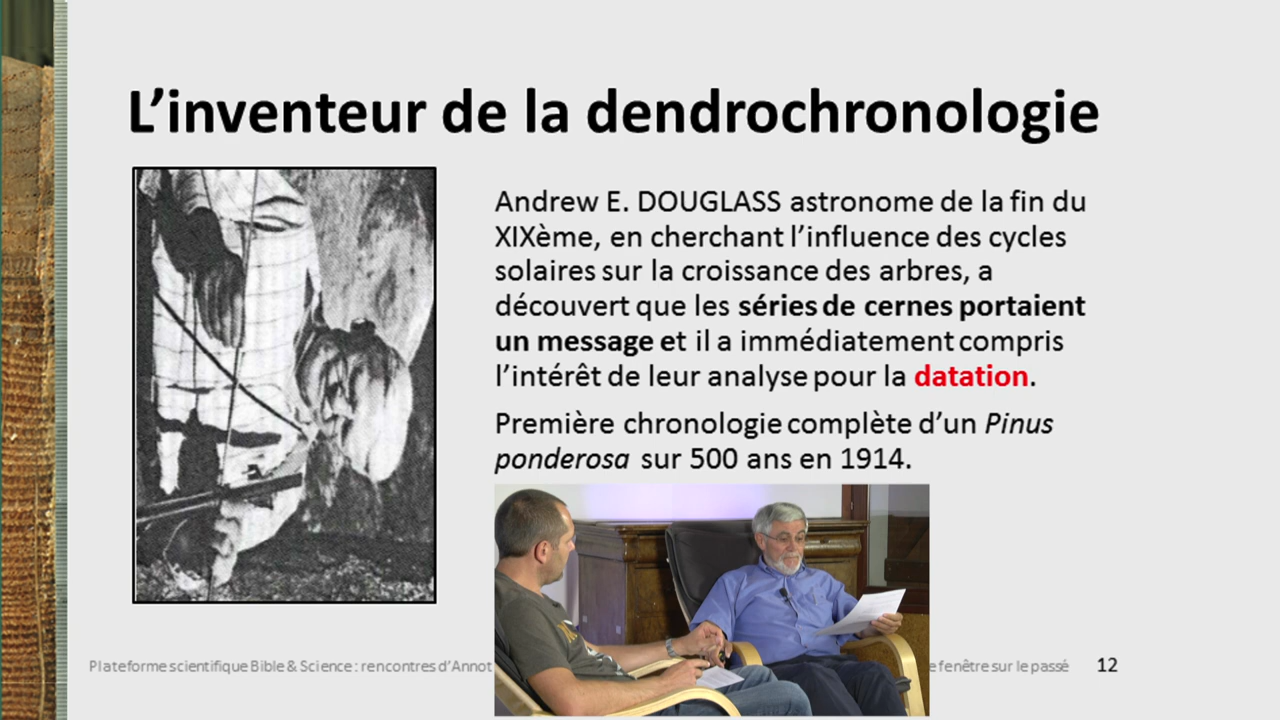 L'inventeur de la dendrochronologie
Andrew E. DOUGLASS astronome de la fin du
XIXème, en cherchant l'influence des cycles
solaires sur la croissance des arbres, a
découvert que les séries de cernes portaient
un message et il a immédiatement compris
l'intérêt de leur analyse pour la datation.
Première chronologie complète d'un Pinus
ponderosa sur 500 ans en 1914.
Plateforme scientifique Bible & Science : rencontres d'Annot
e fenêtre sur le passé
12